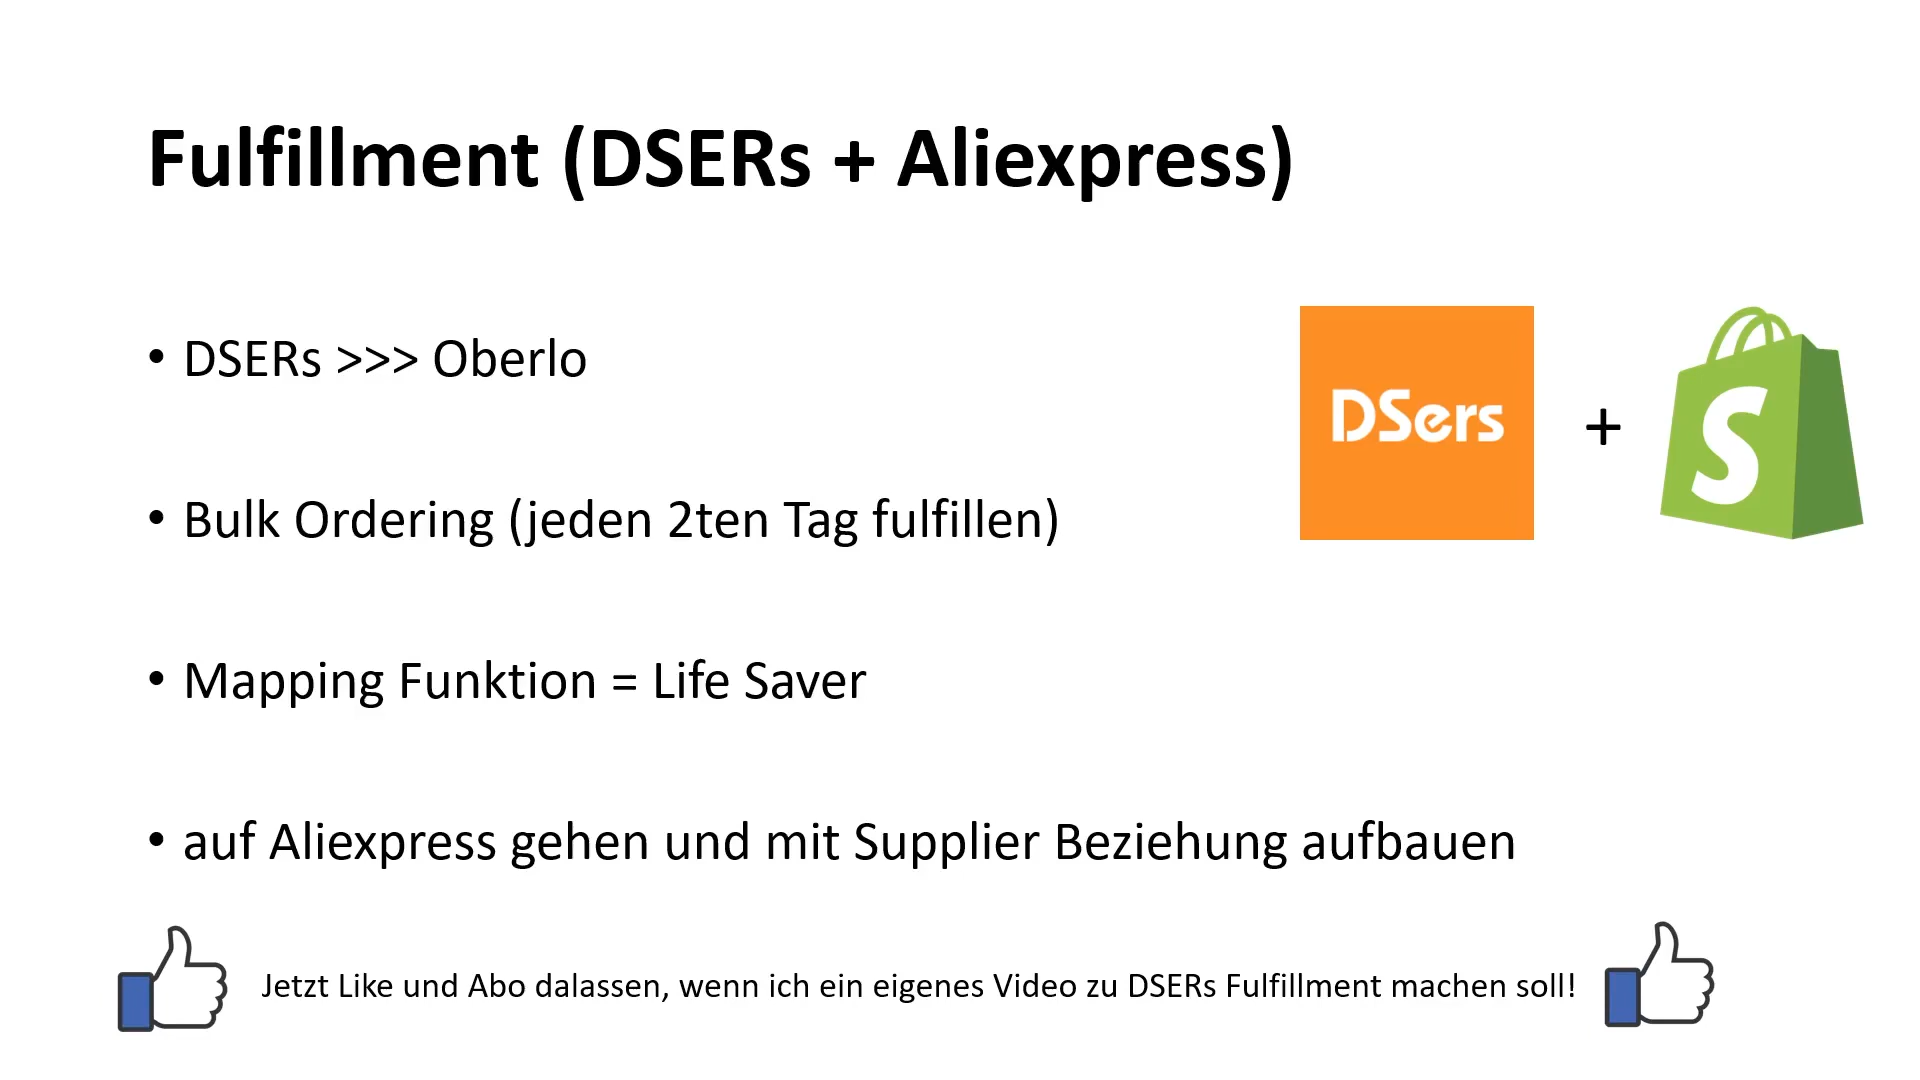 Fulfillment (DSERs + Aliexpress)
• DSERs >>> Oberlo
DSers
+
S
• Bulk Ordering (jeden 2ten Tag fulfillen)
• Mapping Funktion = Life Saver
• auf Aliexpress gehen und mit Supplier Beziehung aufbauen
Jetzt Like und Abo dalassen, wenn ich ein eigenes Video zu DSERs Fulfillment machen soll!